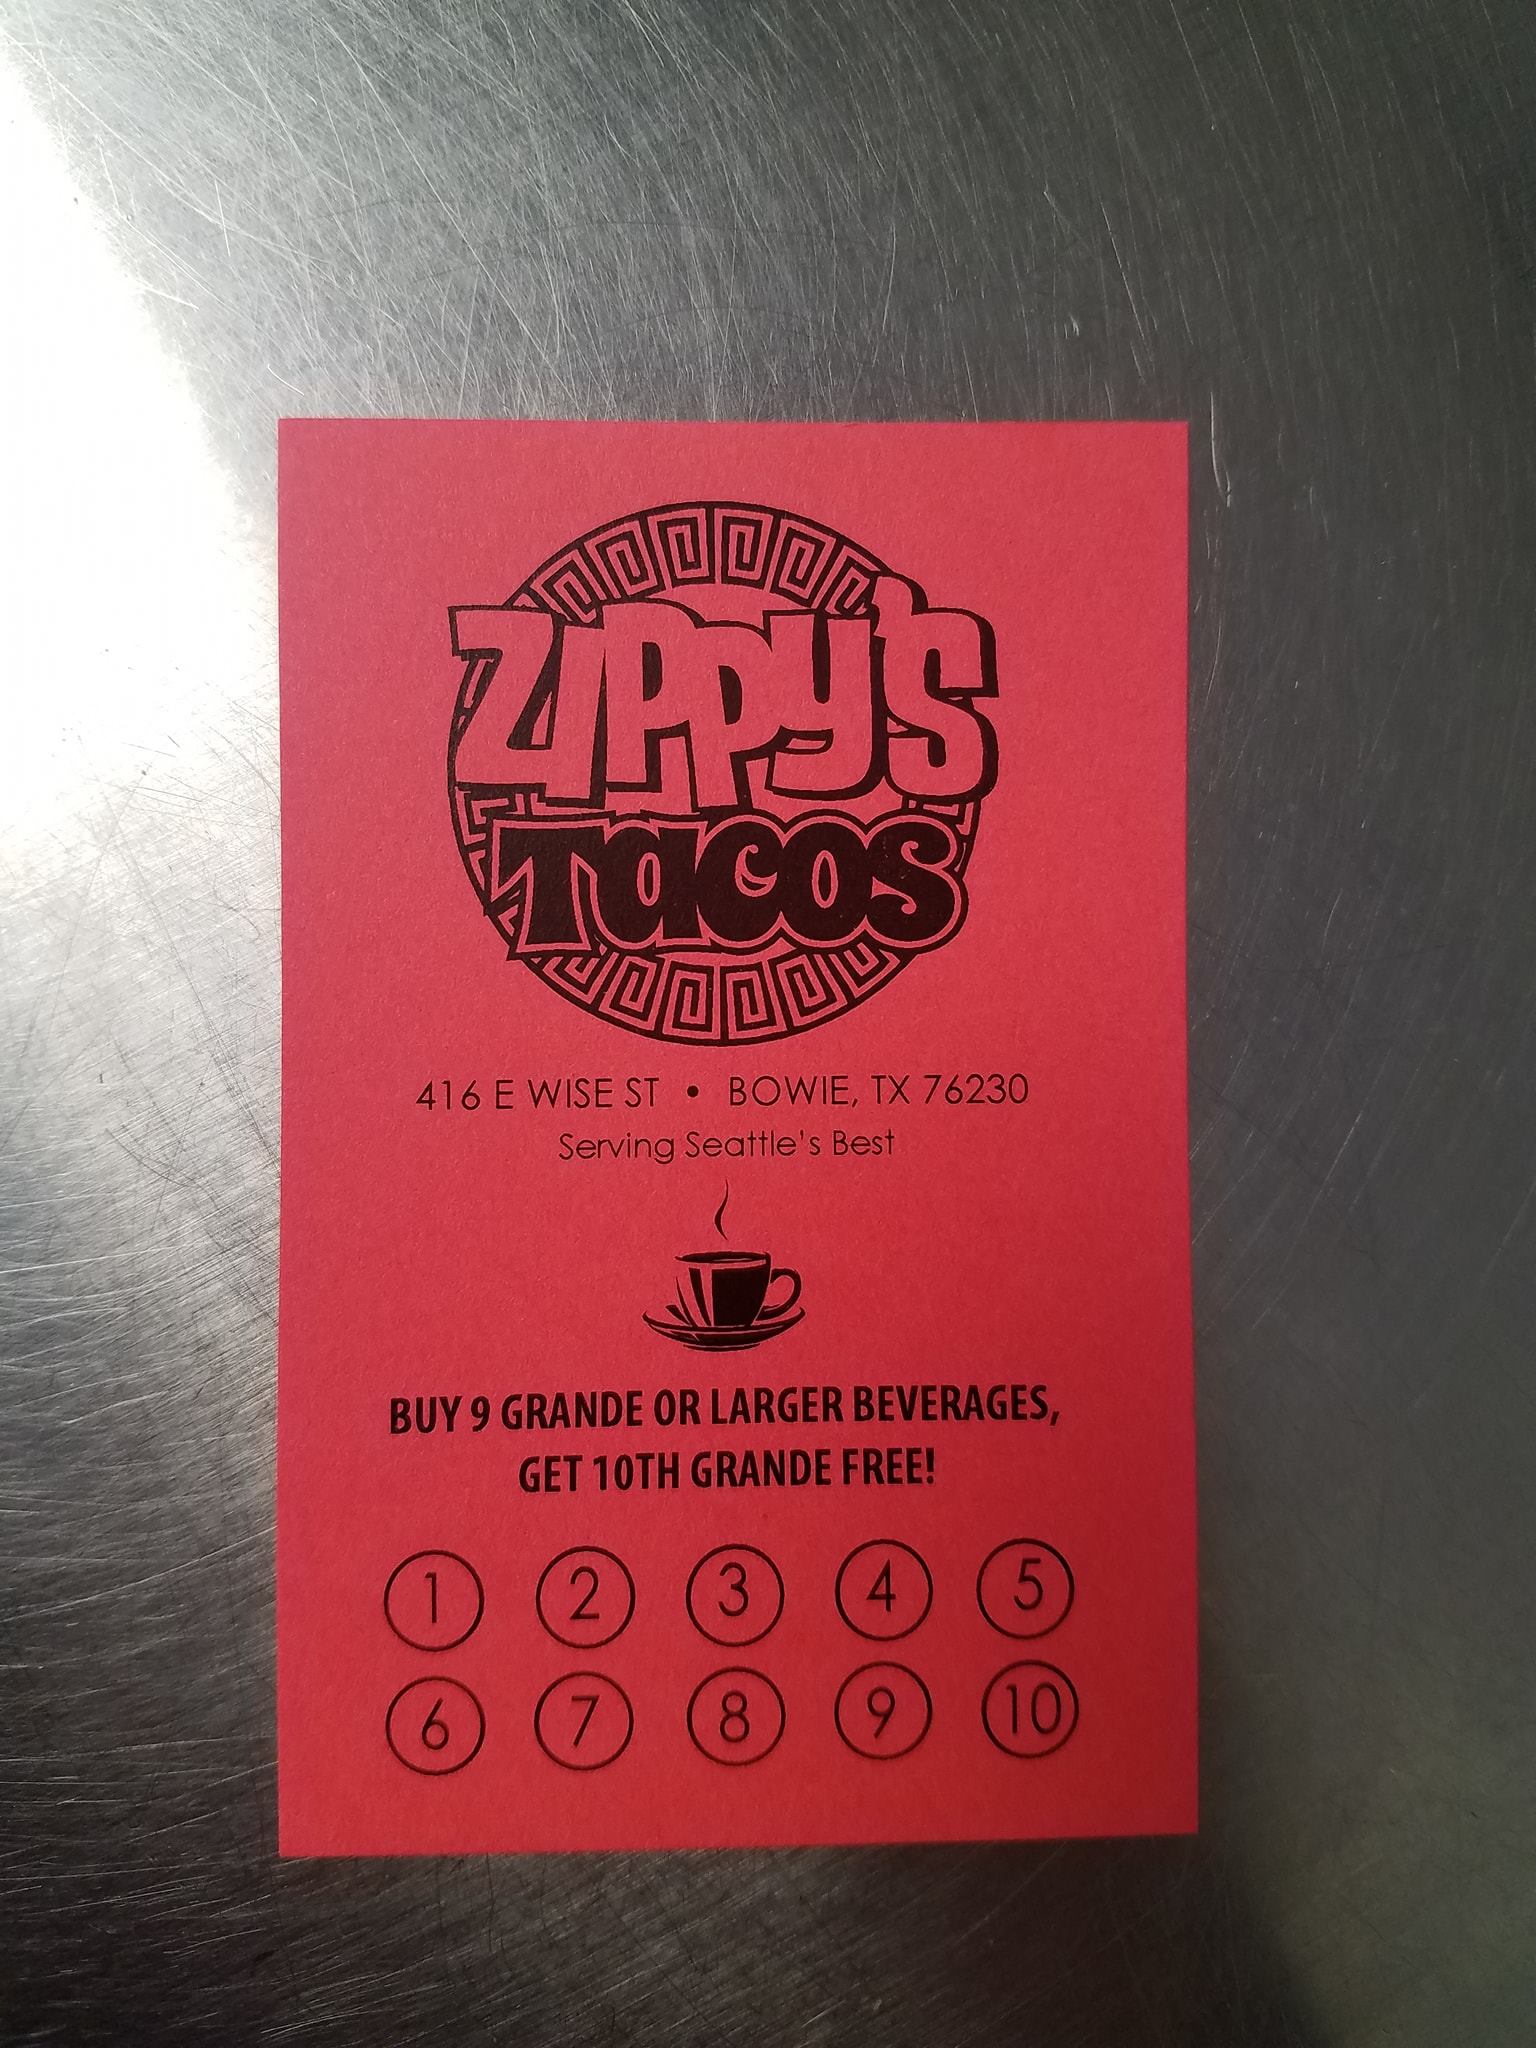 ZIPPY'S
TACOS
416 E WISE ST • BOWIE, TX 76230
Serving Seattle's Best
BUY 9 GRANDE OR LARGER BEVERAGES,
GET 10TH GRANDE FREE!
1 2 3 4 5
6 7 8 9 10